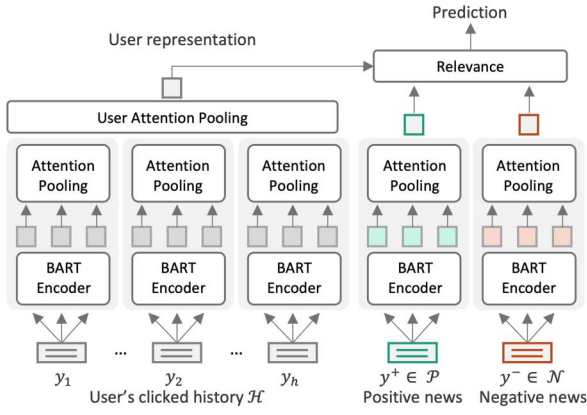 Prediction
User representation
Relevance
User Attention Pooling
Attention Pooling
Attention Pooling
Attention Pooling
Attention Pooling
Attention Pooling
BART Encoder
BART Encoder
BART Encoder
BART Encoder
BART Encoder
y₁ ... y₂ ... yₕ y⁺ ∈ 𝒫 y⁻ ∈ 𝒩
User's clicked history ℋ Positive news Negative news